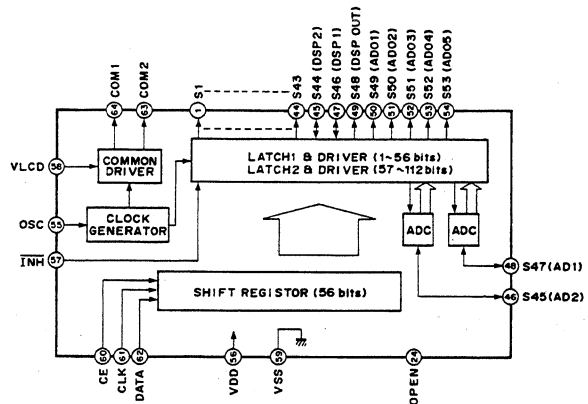 COM1
COM2
S1
S43
S44 (DSP2)
S46 (DSP1)
S48 (DSP OUT)
S49 (ADO1)
S50 (ADO2)
S51 (ADO3)
S52 (ADO4)
S53 (ADO5)
64
63
1
44
45
47
49
50
51
52
53
54
VLCD
58
COMMON
DRIVER
LATCH1 & DRIVER (1~56 bits)
LATCH2 & DRIVER (57~112 bits)
OSC
55
CLOCK
GENERATOR
ADC
ADC
INH
57
48
S47(AD1)
46
S45(AD2)
SHIFT REGISTOR (56 bits)
60
61
62
56
59
24
CE
CLK
DATA
VDD
VSS
OPEN